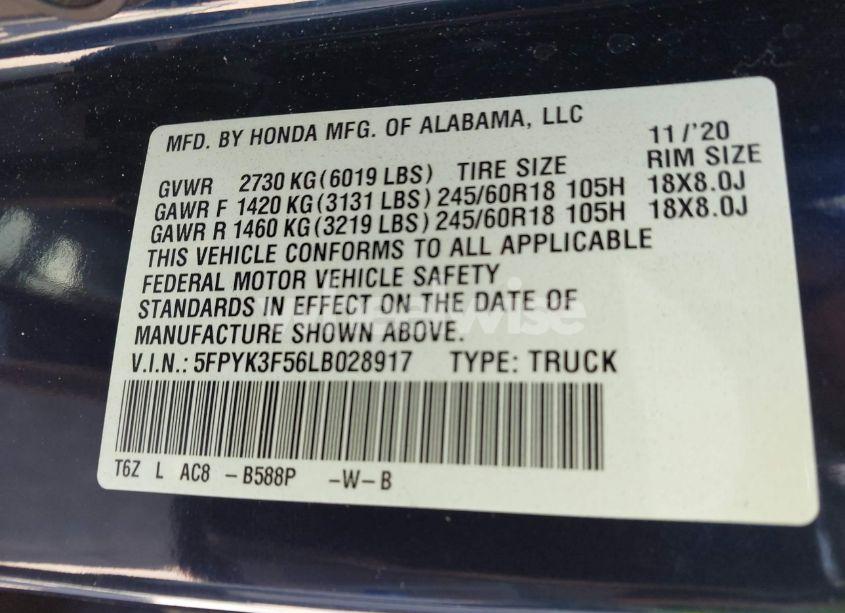 MFD. BY HONDA MFG. OF ALABAMA, LLC 11/'20
GVWR 2730 KG (6019 LBS) TIRE SIZE RIM SIZE
GAWR F 1420 KG (3131 LBS) 245/60R18 105H 18X8.0J
GAWR R 1460 KG (3219 LBS) 245/60R18 105H 18X8.0J
THIS VEHICLE CONFORMS TO ALL APPLICABLE
FEDERAL MOTOR VEHICLE SAFETY
STANDARDS IN EFFECT ON THE DATE OF
MANUFACTURE SHOWN ABOVE.
V.I.N.: 5FPYK3F56LB028917 TYPE: TRUCK
T6Z L AC8 -B588P -W-B